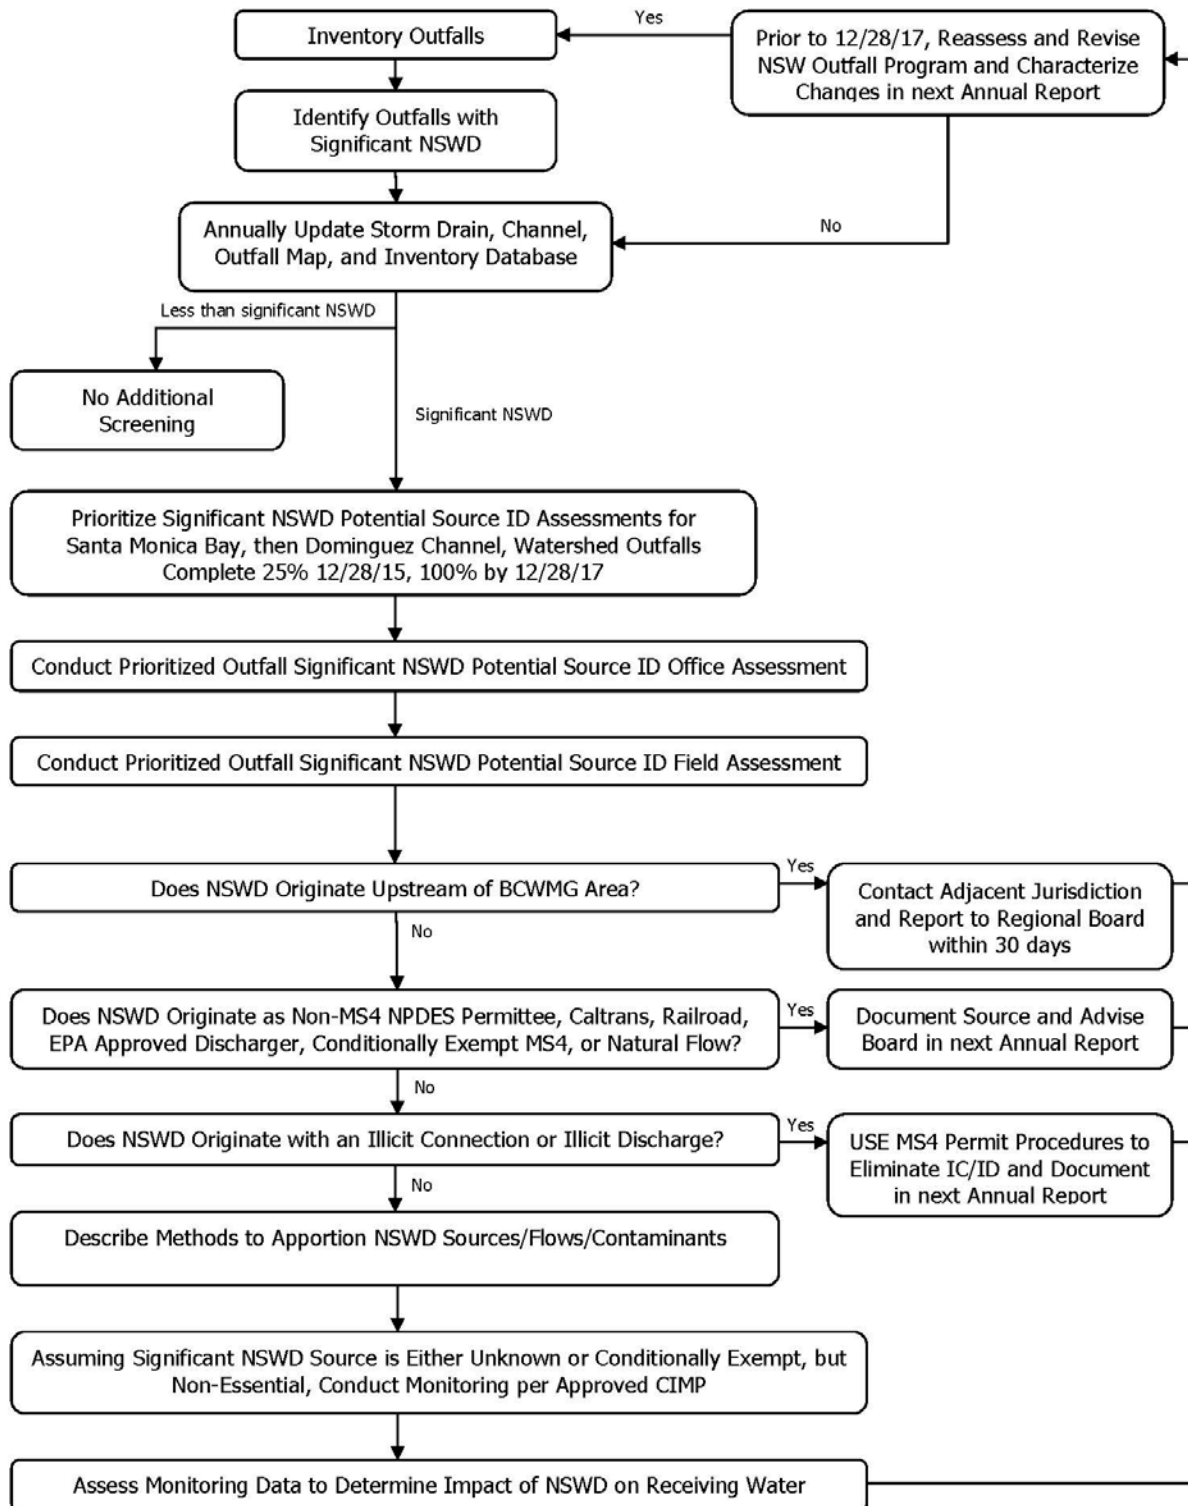 Inventory Outfalls
Yes
Prior to 12/28/17, Reassess and Revise
NSW Outfall Program and Characterize
Changes in next Annual Report
Identify Outfalls with
Significant NSWD
Annually Update Storm Drain, Channel,
Outfall Map, and Inventory Database
No
Less than significant NSWD
No Additional
Screening
Significant NSWD
Prioritize Significant NSWD Potential Source ID Assessments for
Santa Monica Bay, then Dominguez Channel, Watershed Outfalls
Complete 25% 12/28/15, 100% by 12/28/17
Conduct Prioritized Outfall Significant NSWD Potential Source ID Office Assessment
Conduct Prioritized Outfall Significant NSWD Potential Source ID Field Assessment
Does NSWD Originate Upstream of BCWMG Area?
Yes
Contact Adjacent Jurisdiction
and Report to Regional Board
within 30 days
No
Does NSWD Originate as Non-MS4 NPDES Permittee, Caltrans, Railroad,
EPA Approved Discharger, Conditionally Exempt MS4, or Natural Flow?
Yes
Document Source and Advise
Board in next Annual Report
No
Does NSWD Originate with an Illicit Connection or Illicit Discharge?
Yes
USE MS4 Permit Procedures to
Eliminate IC/ID and Document
in next Annual Report
No
Describe Methods to Apportion NSWD Sources/Flows/Contaminants
Assuming Significant NSWD Source is Either Unknown or Conditionally Exempt, but
Non-Essential, Conduct Monitoring per Approved CIMP
Assess Monitoring Data to Determine Impact of NSWD on Receiving Water